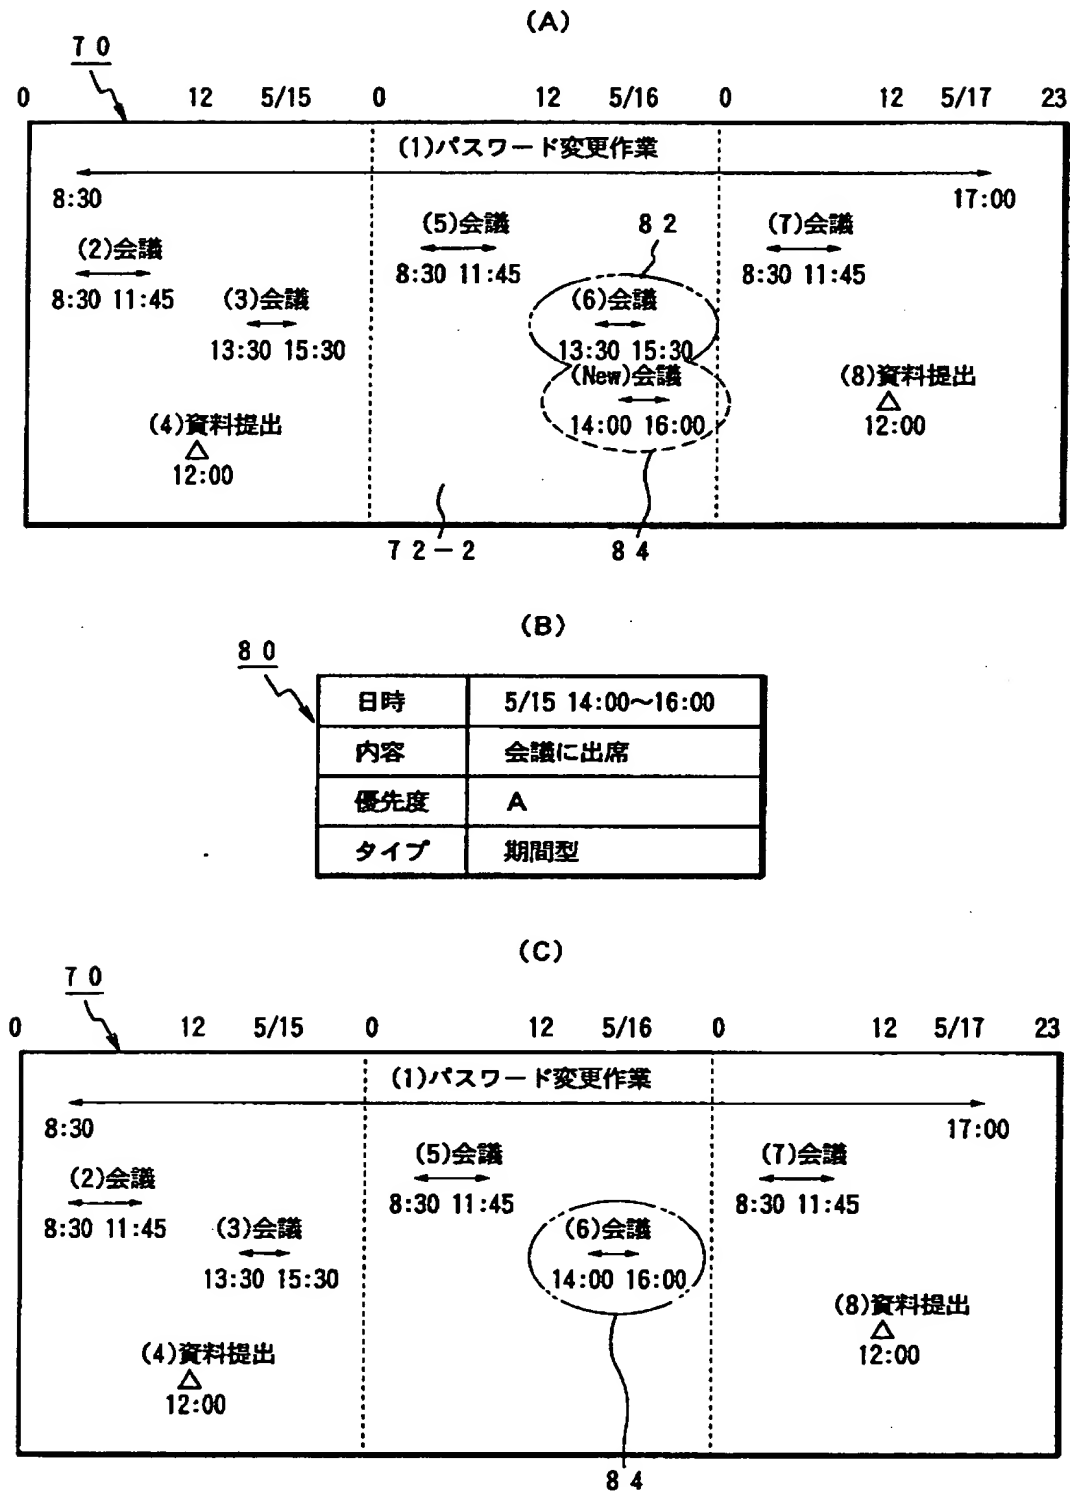 (A)
70
0 12 5/15 0 12 5/16 0 12 5/17 23
(1)パスワード変更作業
8:30 17:00
(5)会議 82 (7)会議
(2)会議
8:30 11:45 8:30 11:45
8:30 11:45 (3)会議 (6)会議
13:30 15:30 13:30 15:30
(New)会議 (8)資料提出
(4)資料提出 14:00 16:00 12:00
12:00
72-2 84
(B)
80
日時 5/15 14:00〜16:00
内容 会議に出席
優先度 A
タイプ 期間型
(C)
70
0 12 5/15 0 12 5/16 0 12 5/17 23
(1)パスワード変更作業
8:30 17:00
(5)会議 (7)会議
(2)会議
8:30 11:45 8:30 11:45
8:30 11:45 (3)会議 (6)会議
13:30 15:30 14:00 16:00
(8)資料提出
(4)資料提出 12:00
12:00
84